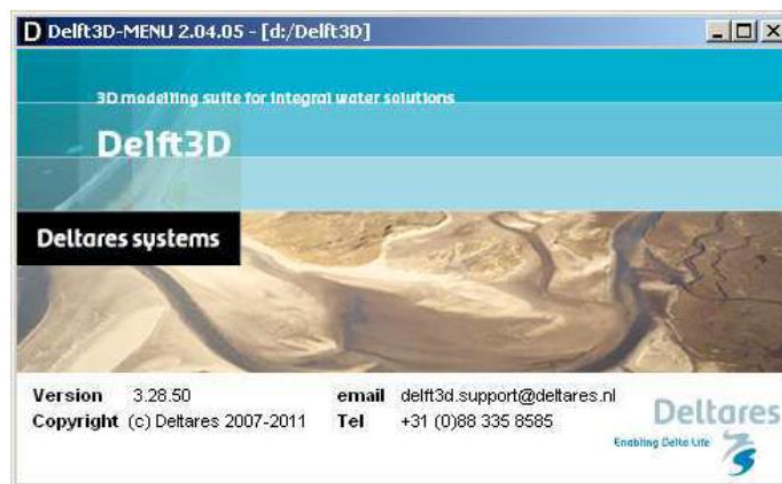 D Delft3D-MENU 2.04.05 - [d:/Delft3D]
3D modelling suite for integral water solutions
Delft3D
Deltares systems
Version 3.28.50 email delft3d.support@deltares.nl
Copyright (c) Deltares 2007-2011 Tel +31 (0)88 335 8585
Deltares
Enabling Delta Life